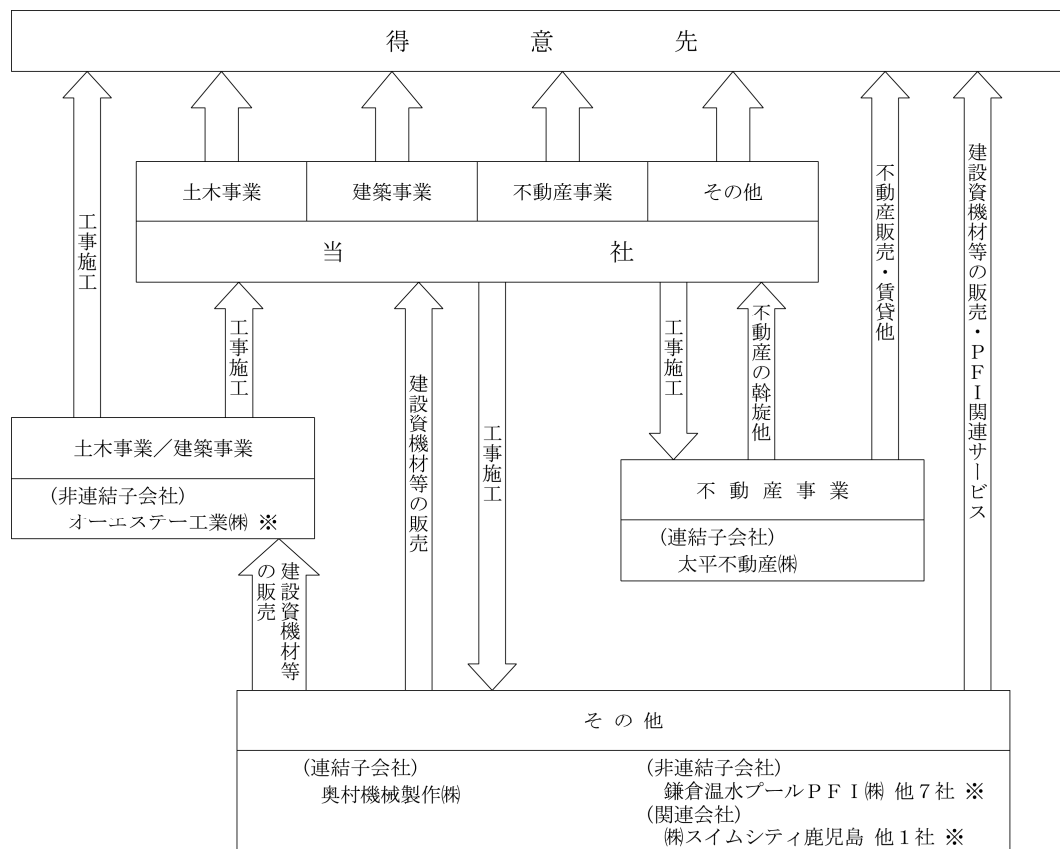 得意先
土木事業
建築事業
不動産事業
その他
当社
工事施工
工事施工
建設資機材等の販売
工事施工
工事施工
不動産の斡旋他
不動産販売・賃貸他
建設資機材等の販売・PFI関連サービス
土木事業／建築事業
(非連結子会社)
オーエステー工業㈱ ※
不動産事業
(連結子会社)
太平不動産㈱
建設資機材等
の販売
その他
(連結子会社)
奥村機械製作㈱
(非連結子会社)
鎌倉温水プールＰＦＩ㈱ 他７社 ※
(関連会社)
㈱スイムシティ鹿児島 他１社 ※